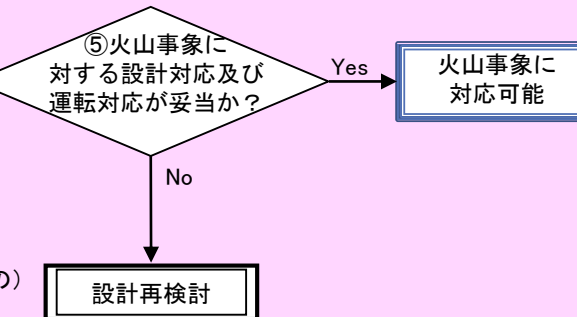 ⑤火山事象に
対する設計対応及び
運転対応が妥当か？
Yes
火山事象に
対応可能
No
の）
設計再検討